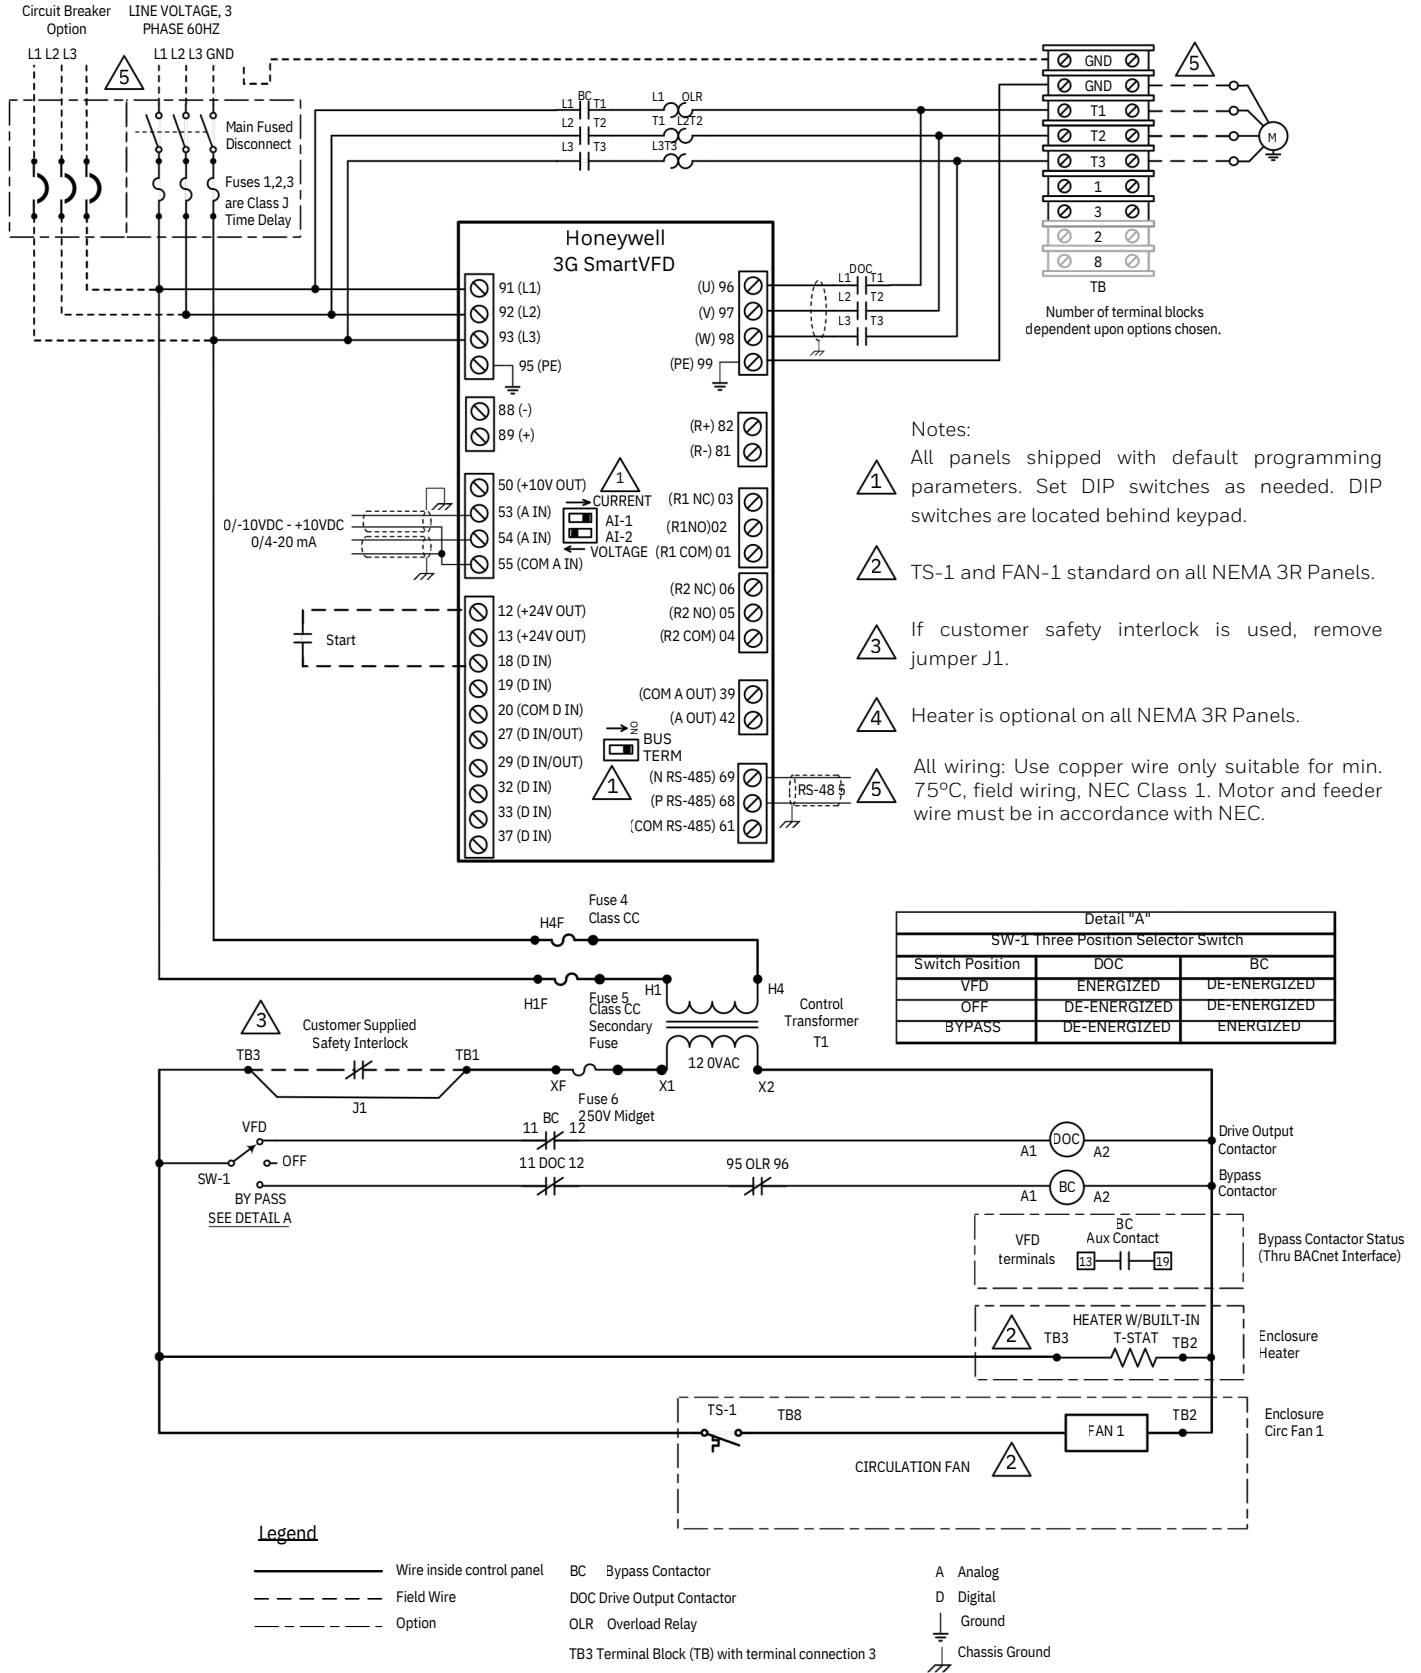 Circuit Breaker
Option
LINE VOLTAGE, 3
PHASE 60HZ
L1 L2 L3
L1 L2 L3 GND
5
Main Fused
Disconnect
Fuses 1,2,3
are Class J
Time Delay
BC
L1 T1
L2 T2
L3 T3
L1 OLR
T1 L2T2
L3T3
GND
GND
T1
T2
T3
1
3
2
8
TB
5
M
Number of terminal blocks
dependent upon options chosen.
Honeywell
3G SmartVFD
91 (L1)
92 (L2)
93 (L3)
95 (PE)
88 (-)
89 (+)
50 (+10V OUT)
53 (A IN)
54 (A IN)
55 (COM A IN)
12 (+24V OUT)
13 (+24V OUT)
18 (D IN)
19 (D IN)
20 (COM D IN)
27 (D IN/OUT)
29 (D IN/OUT)
32 (D IN)
33 (D IN)
37 (D IN)
1
CURRENT
AI-1
AI-2
VOLTAGE
ON
BUS
TERM
1
(U) 96
(V) 97
(W) 98
(PE) 99
(R+) 82
(R-) 81
(R1 NC) 03
(R1NO)02
(R1 COM) 01
(R2 NC) 06
(R2 NO) 05
(R2 COM) 04
(COM A OUT) 39
(A OUT) 42
(N RS-485) 69
(P RS-485) 68
(COM RS-485) 61
DOC
L1 T1
L2 T2
L3 T3
RS-48 5
0/-10VDC - +10VDC
0/4-20 mA
Start
Notes:
1
All panels shipped with default programming
parameters. Set DIP switches as needed. DIP
switches are located behind keypad.
2
TS-1 and FAN-1 standard on all NEMA 3R Panels.
3
If customer safety interlock is used, remove
jumper J1.
4
Heater is optional on all NEMA 3R Panels.
5
All wiring: Use copper wire only suitable for min.
75ºC, field wiring, NEC Class 1. Motor and feeder
wire must be in accordance with NEC.
Fuse 4
Class CC
H4F
H1F
Fuse 5
Class CC
Secondary
Fuse
H1
H4
Control
Transformer
T1
12 0VAC
X1
X2
XF
Fuse 6
250V Midget
Detail "A"
SW-1 Three Position Selector Switch
Switch Position DOC BC
VFD ENERGIZED DE-ENERGIZED
OFF DE-ENERGIZED DE-ENERGIZED
BYPASS DE-ENERGIZED ENERGIZED
3
Customer Supplied
Safety Interlock
TB3
TB1
J1
VFD
OFF
SW-1
BY PASS
SEE DETAIL A
BC
11 12
11 DOC 12
95 OLR 96
DOC
A1 A2
Drive Output
Contactor
BC
A1 A2
Bypass
Contactor
VFD
terminals
BC
Aux Contact
13
19
Bypass Contactor Status
(Thru BACnet Interface)
2
HEATER W/BUILT-IN
T-STAT
TB3
TB2
Enclosure
Heater
TS-1
TB8
FAN 1
TB2
Enclosure
Circ Fan 1
CIRCULATION FAN
2
Legend
Wire inside control panel
Field Wire
Option
BC Bypass Contactor
DOC Drive Output Contactor
OLR Overload Relay
TB3 Terminal Block (TB) with terminal connection 3
A Analog
D Digital
Ground
Chassis Ground